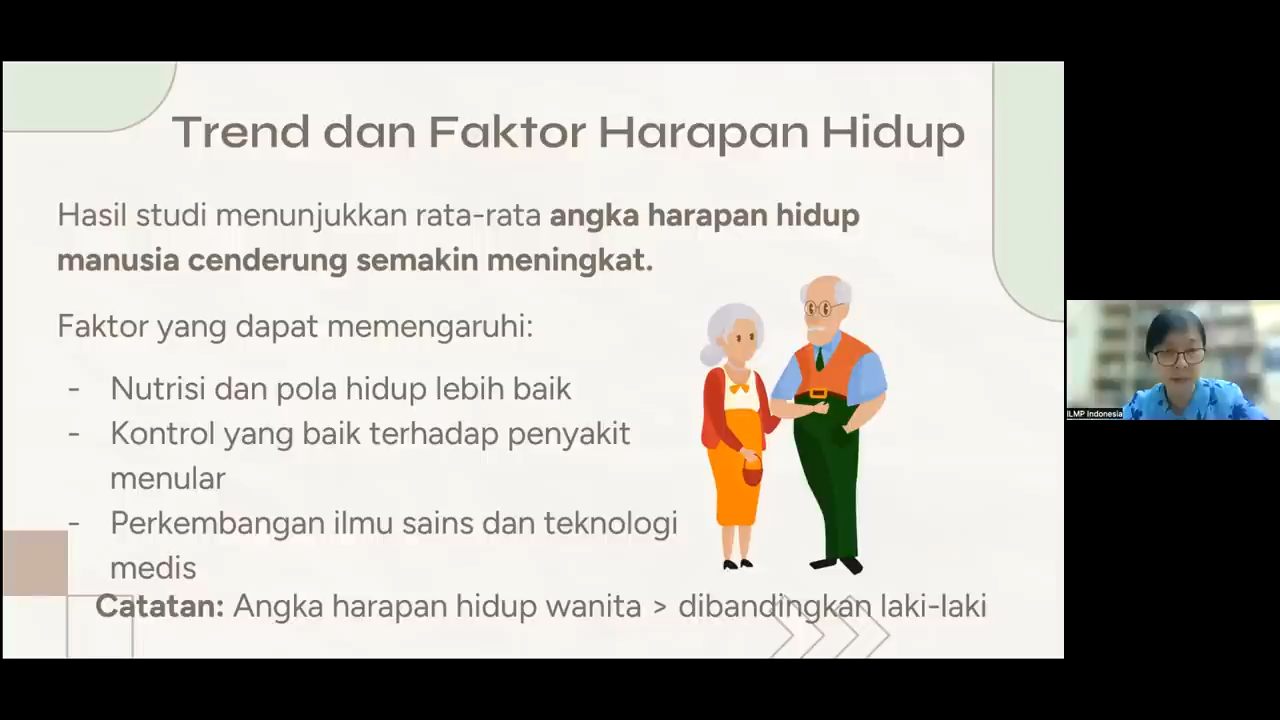 Trend dan Faktor Harapan Hidup
Hasil studi menunjukkan rata-rata angka harapan hidup
manusia cenderung semakin meningkat.
Faktor yang dapat memengaruhi:
- Nutrisi dan pola hidup lebih baik
- Kontrol yang baik terhadap penyakit
menular
- Perkembangan ilmu sains dan teknologi
medis
Catatan: Angka harapan hidup wanita > dibandingkan laki-laki
ILMP Indonesia